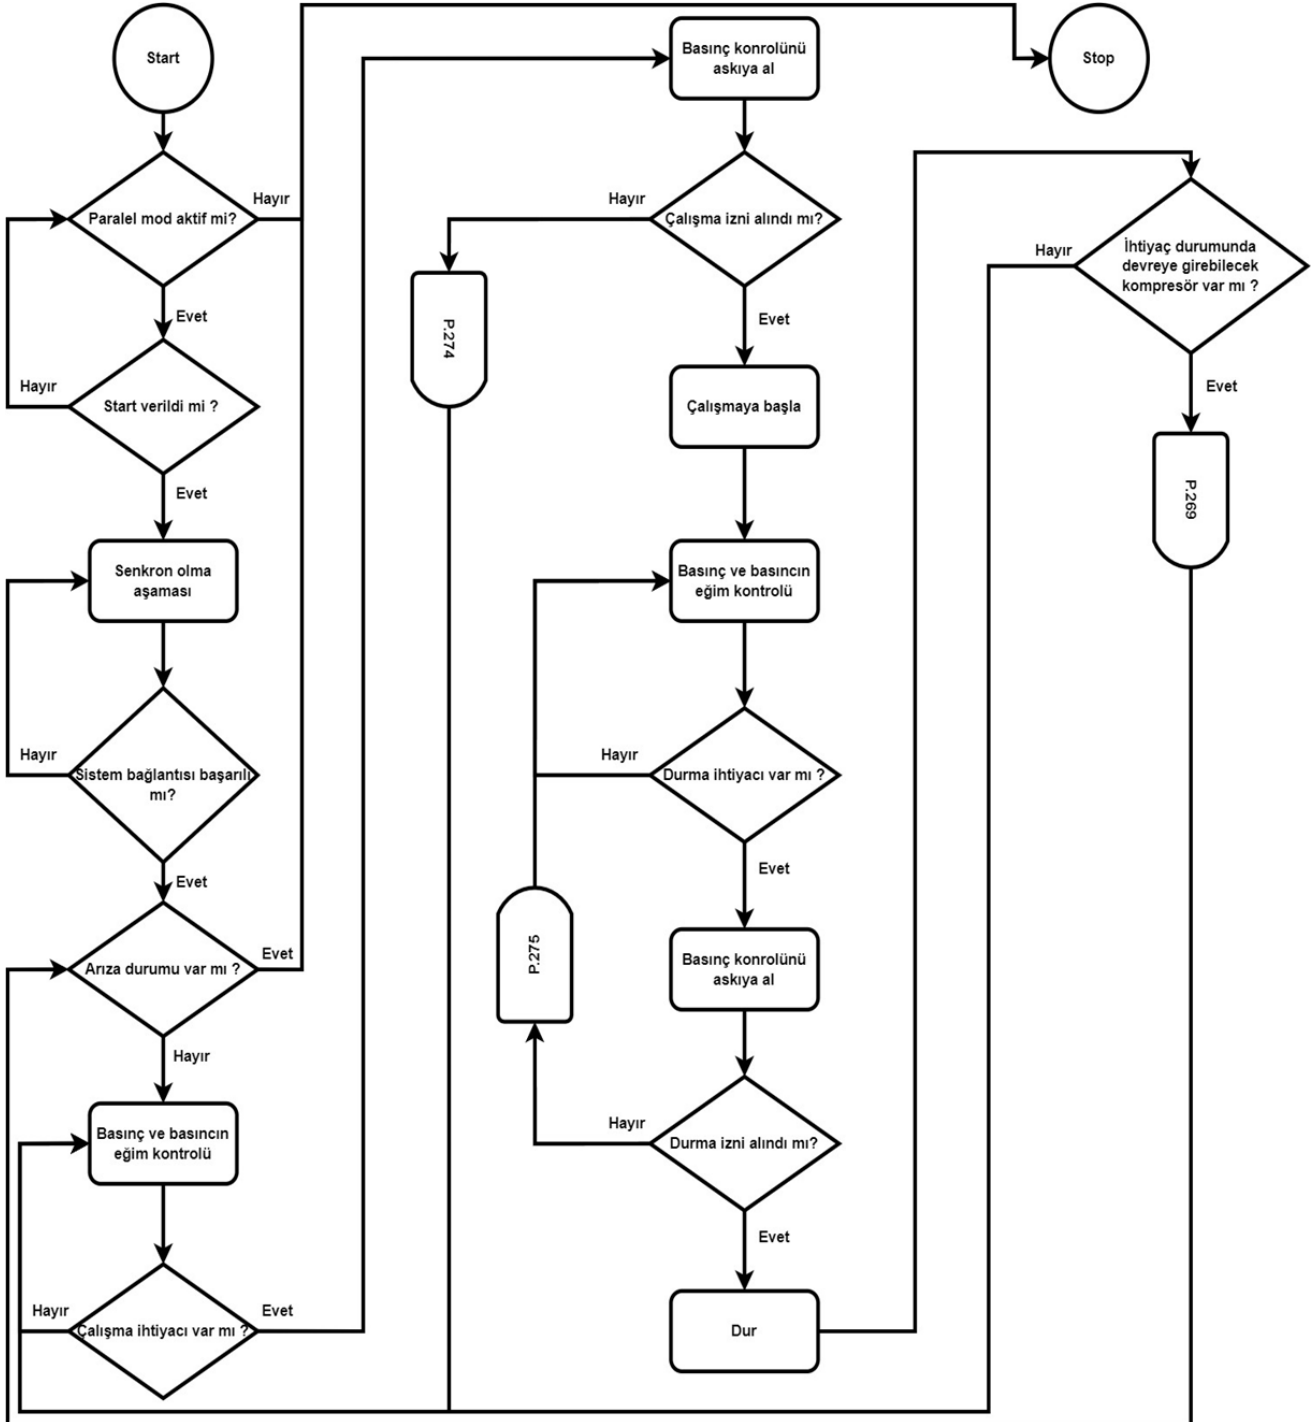 Start
Paralel mod aktif mi?
Hayır
Evet
Hayır
Start verildi mi ?
Evet
Senkron olma
aşaması
Hayır
Sistem bağlantısı başarılı
mı?
Evet
Arıza durumu var mı ?
Evet
Hayır
Basınç ve basıncın
eğim kontrolü
Hayır
Çalışma ihtiyacı var mı ?
Evet
Basınç konrolünü
askıya al
Hayır
Çalışma izni alındı mı?
P.274
Evet
Çalışmaya başla
Basınç ve basıncın
eğim kontrolü
Hayır
Durma ihtiyacı var mı ?
Evet
P.275
Basınç konrolünü
askıya al
Hayır
Durma izni alındı mı?
Evet
Dur
Stop
Hayır
İhtiyaç durumunda
devreye girebilecek
kompresör var mı ?
Evet
P.269